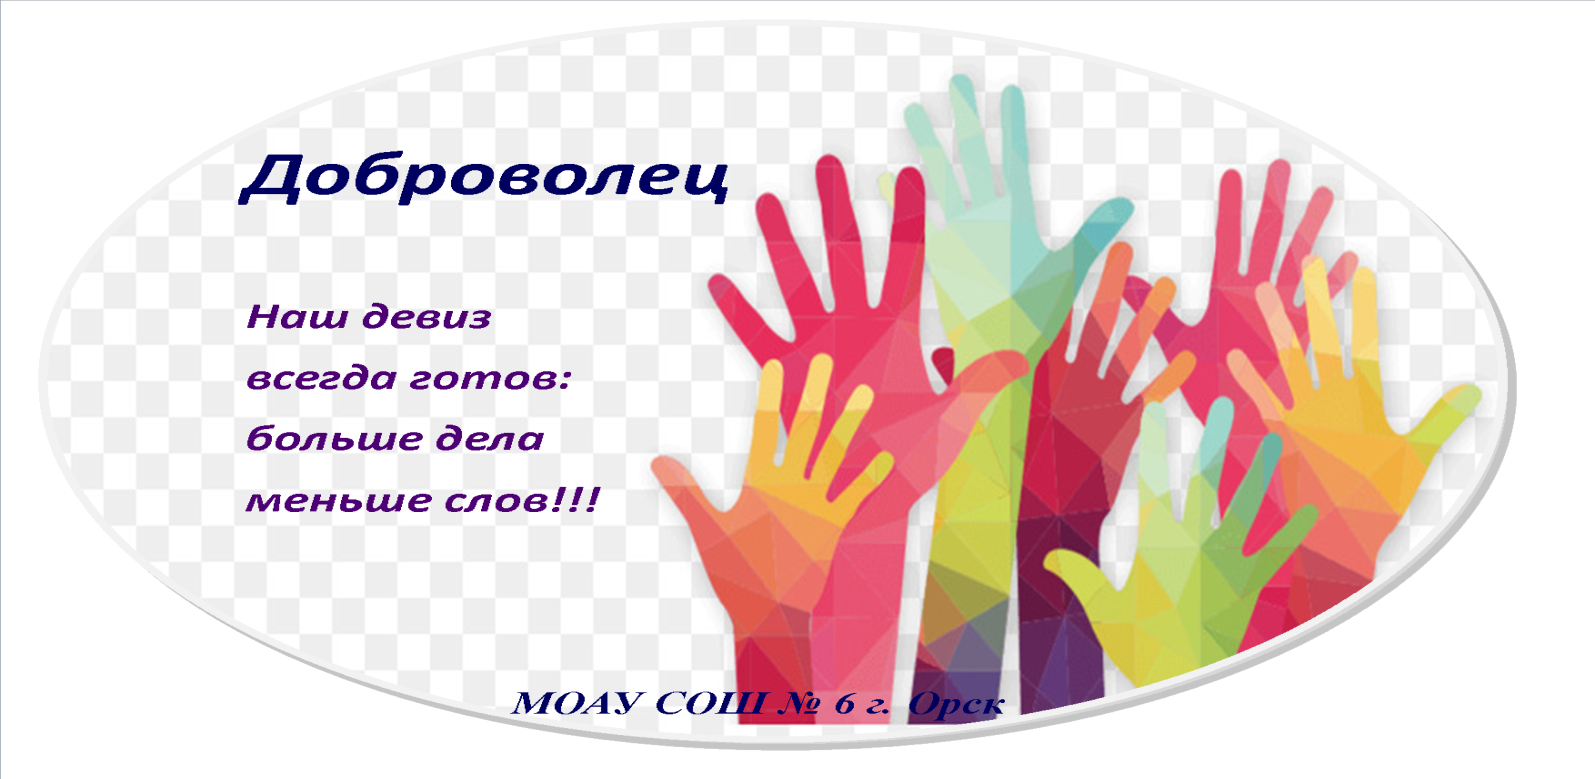 Доброволец
Наш девиз
всегда готов:
больше дела
меньше слов!!!
МОАУ СОШ № 6 г. Орск